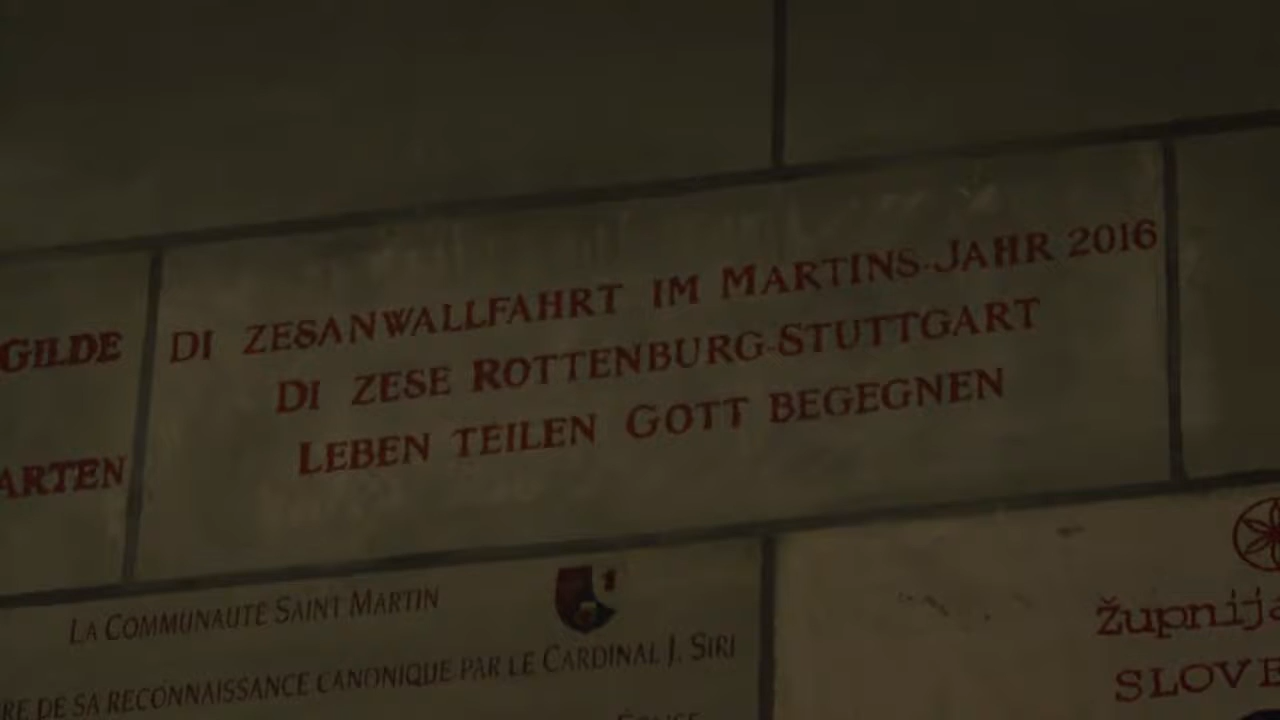 GILDE
ARTEN
DI ZESANWALLFAHRT IM MARTINS-JAHR 2016
DI ZESE ROTTENBURG-STUTTGART
LEBEN TEILEN GOTT BEGEGNEN
LA COMMUNAUTÉ SAINT MARTIN
RE DE SA RECONNAISSANCE CANONIQUE PAR LE CARDINAL J. SIRI
župnija
SLOVE